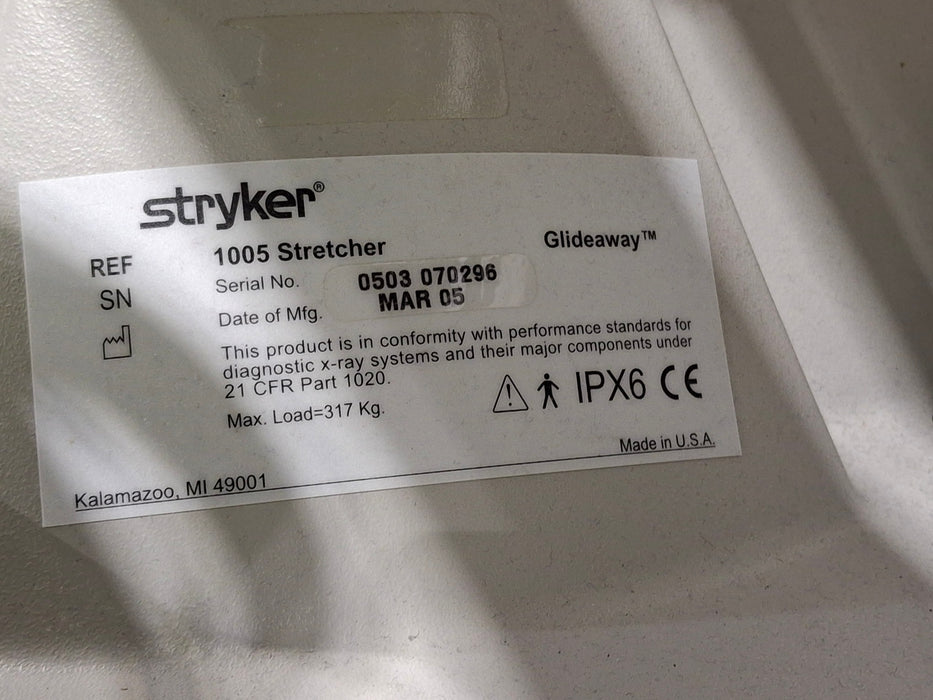 stryker®
REF 1005 Stretcher Glideaway™
SN Serial No. 0503 070296
Date of Mfg. MAR 05
This product is in conformity with performance standards for
diagnostic x-ray systems and their major components under
21 CFR Part 1020.
Max. Load=317 Kg. IPX6 CE
Made in U.S.A.
Kalamazoo, MI 49001